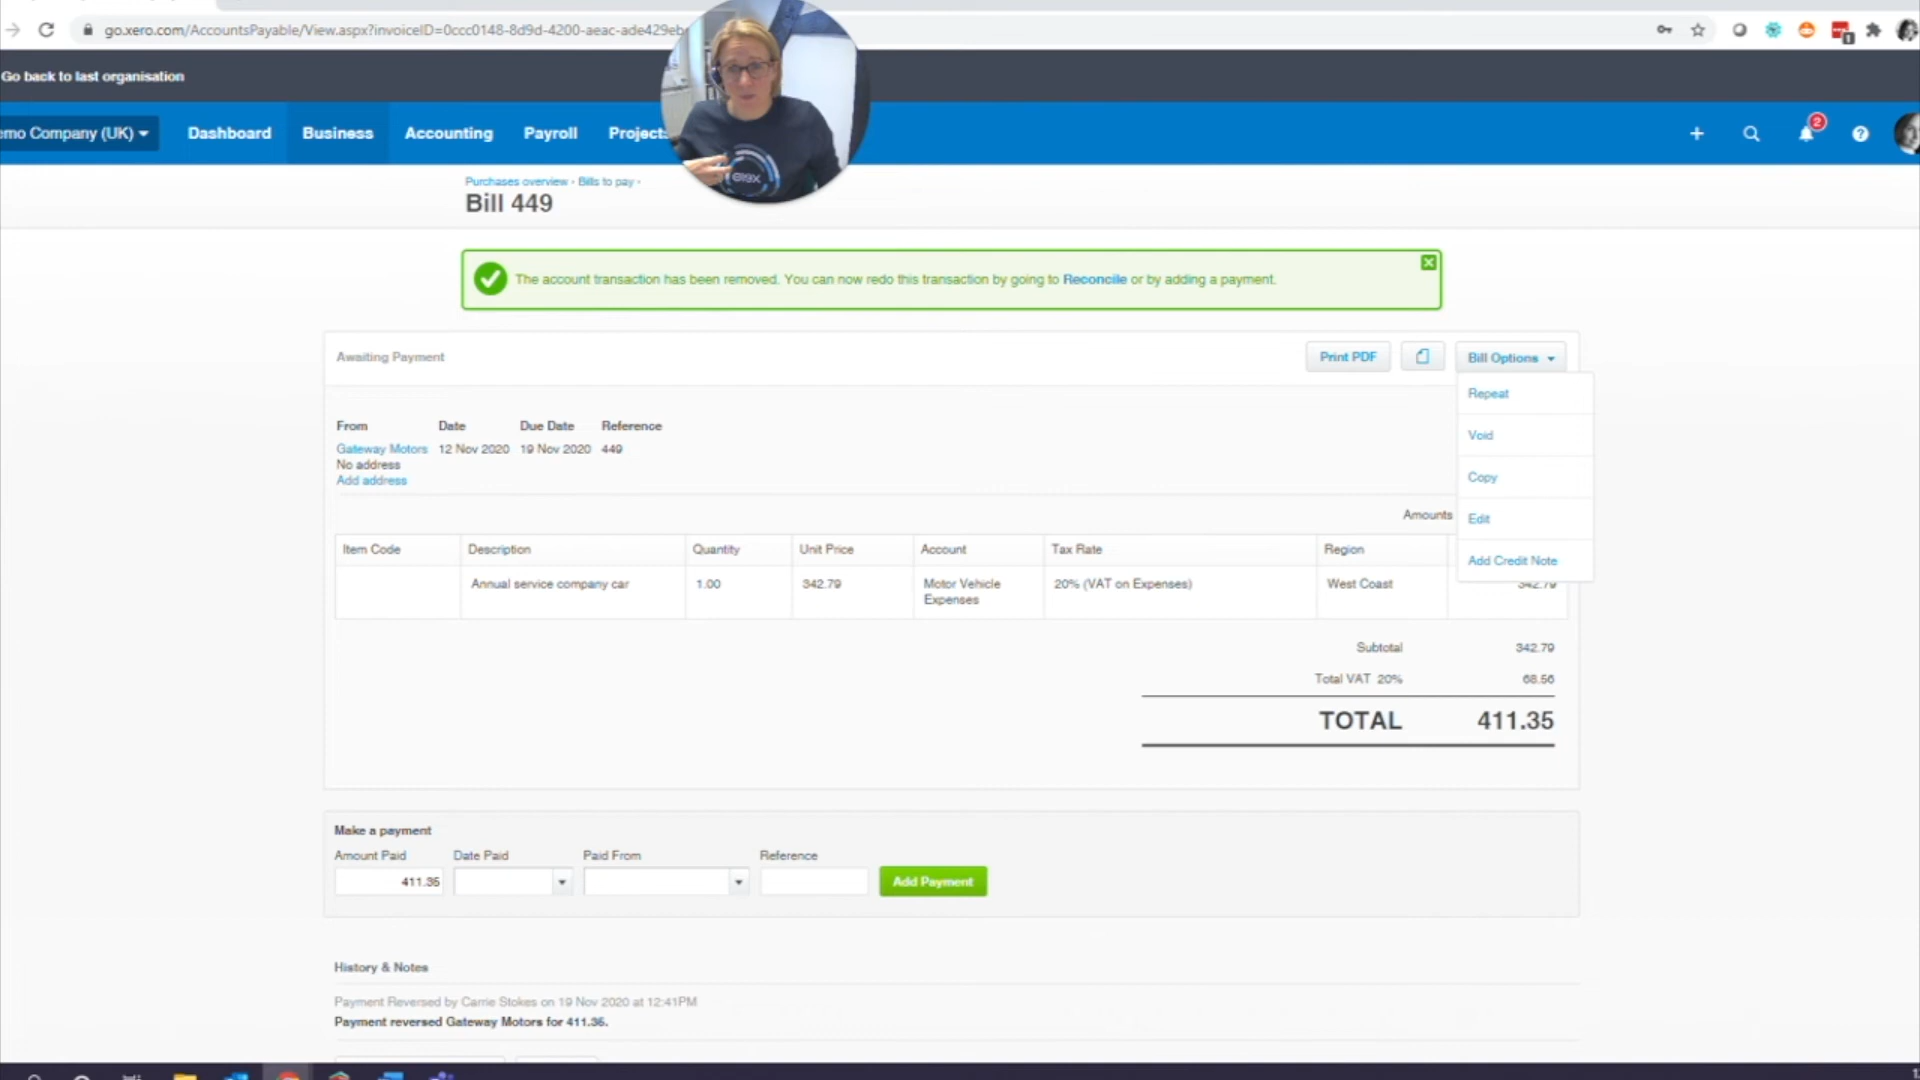 go.xero.com/AccountsPayable/View.aspx?invoiceID=0ccc0148-8d9d-4200-aeac-ade429eb
Go back to last organisation
emo Company (UK)
Dashboard
Business
Accounting
Payroll
Projects
2
Purchases overview › Bills to pay ›
Bill 449
The account transaction has been removed. You can now redo this transaction by going to Reconcile or by adding a payment.
Awaiting Payment
Print PDF
Bill Options
Repeat
Void
Copy
Edit
Add Credit Note
From Date Due Date Reference
Gateway Motors 12 Nov 2020 19 Nov 2020 449
No address
Add address
Amounts
Item Code Description Quantity Unit Price Account Tax Rate Region
Annual service company car 1.00 342.79 Motor Vehicle Expenses 20% (VAT on Expenses) West Coast 342.79
Subtotal 342.79
Total VAT 20% 68.56
TOTAL 411.35
Make a payment
Amount Paid Date Paid Paid From Reference
411.35 Add Payment
History & Notes
Payment Reversed by Carrie Stokes on 19 Nov 2020 at 12:41PM
Payment reversed Gateway Motors for 411.35.